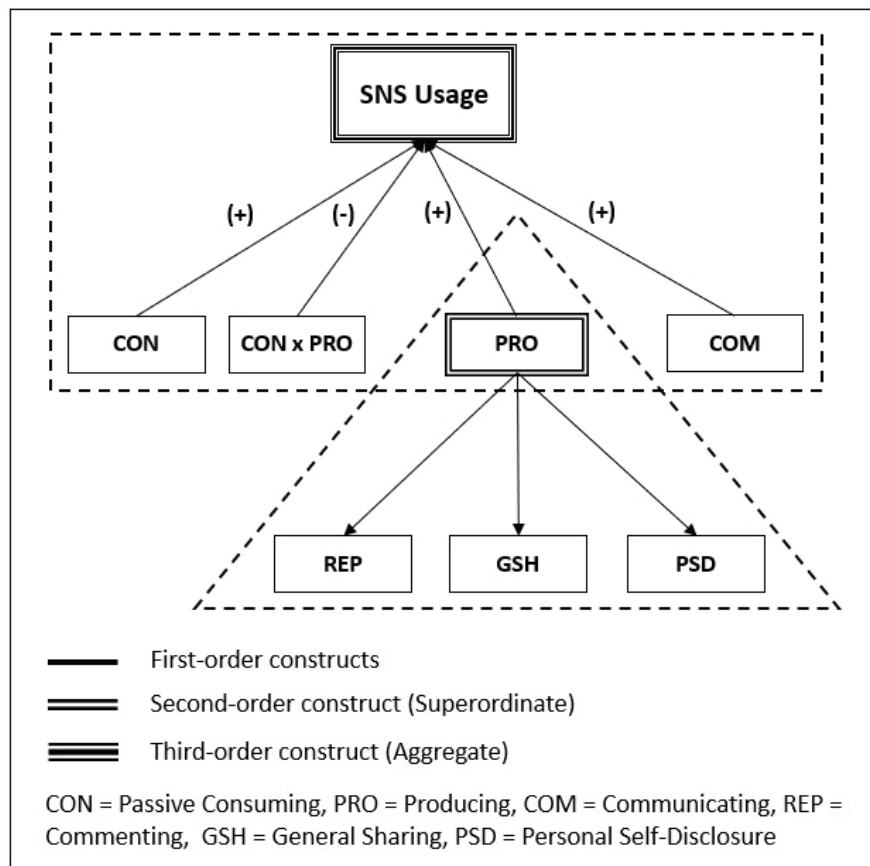 SNS Usage
(+)
(-)
(+)
(+)
CON
CON x PRO
PRO
COM
REP
GSH
PSD
First-order constructs
Second-order construct (Superordinate)
Third-order construct (Aggregate)
CON = Passive Consuming, PRO = Producing, COM = Communicating, REP =
Commenting, GSH = General Sharing, PSD = Personal Self-Disclosure